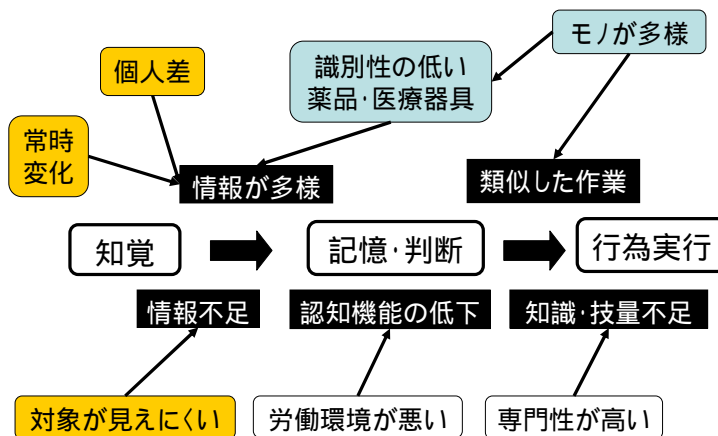 モノが多様
個人差
識別性の低い
薬品・医療器具
常時
変化
情報が多様
類似した作業
知覚
記憶・判断
行為実行
情報不足
認知機能の低下
知識・技量不足
対象が見えにくい
労働環境が悪い
専門性が高い